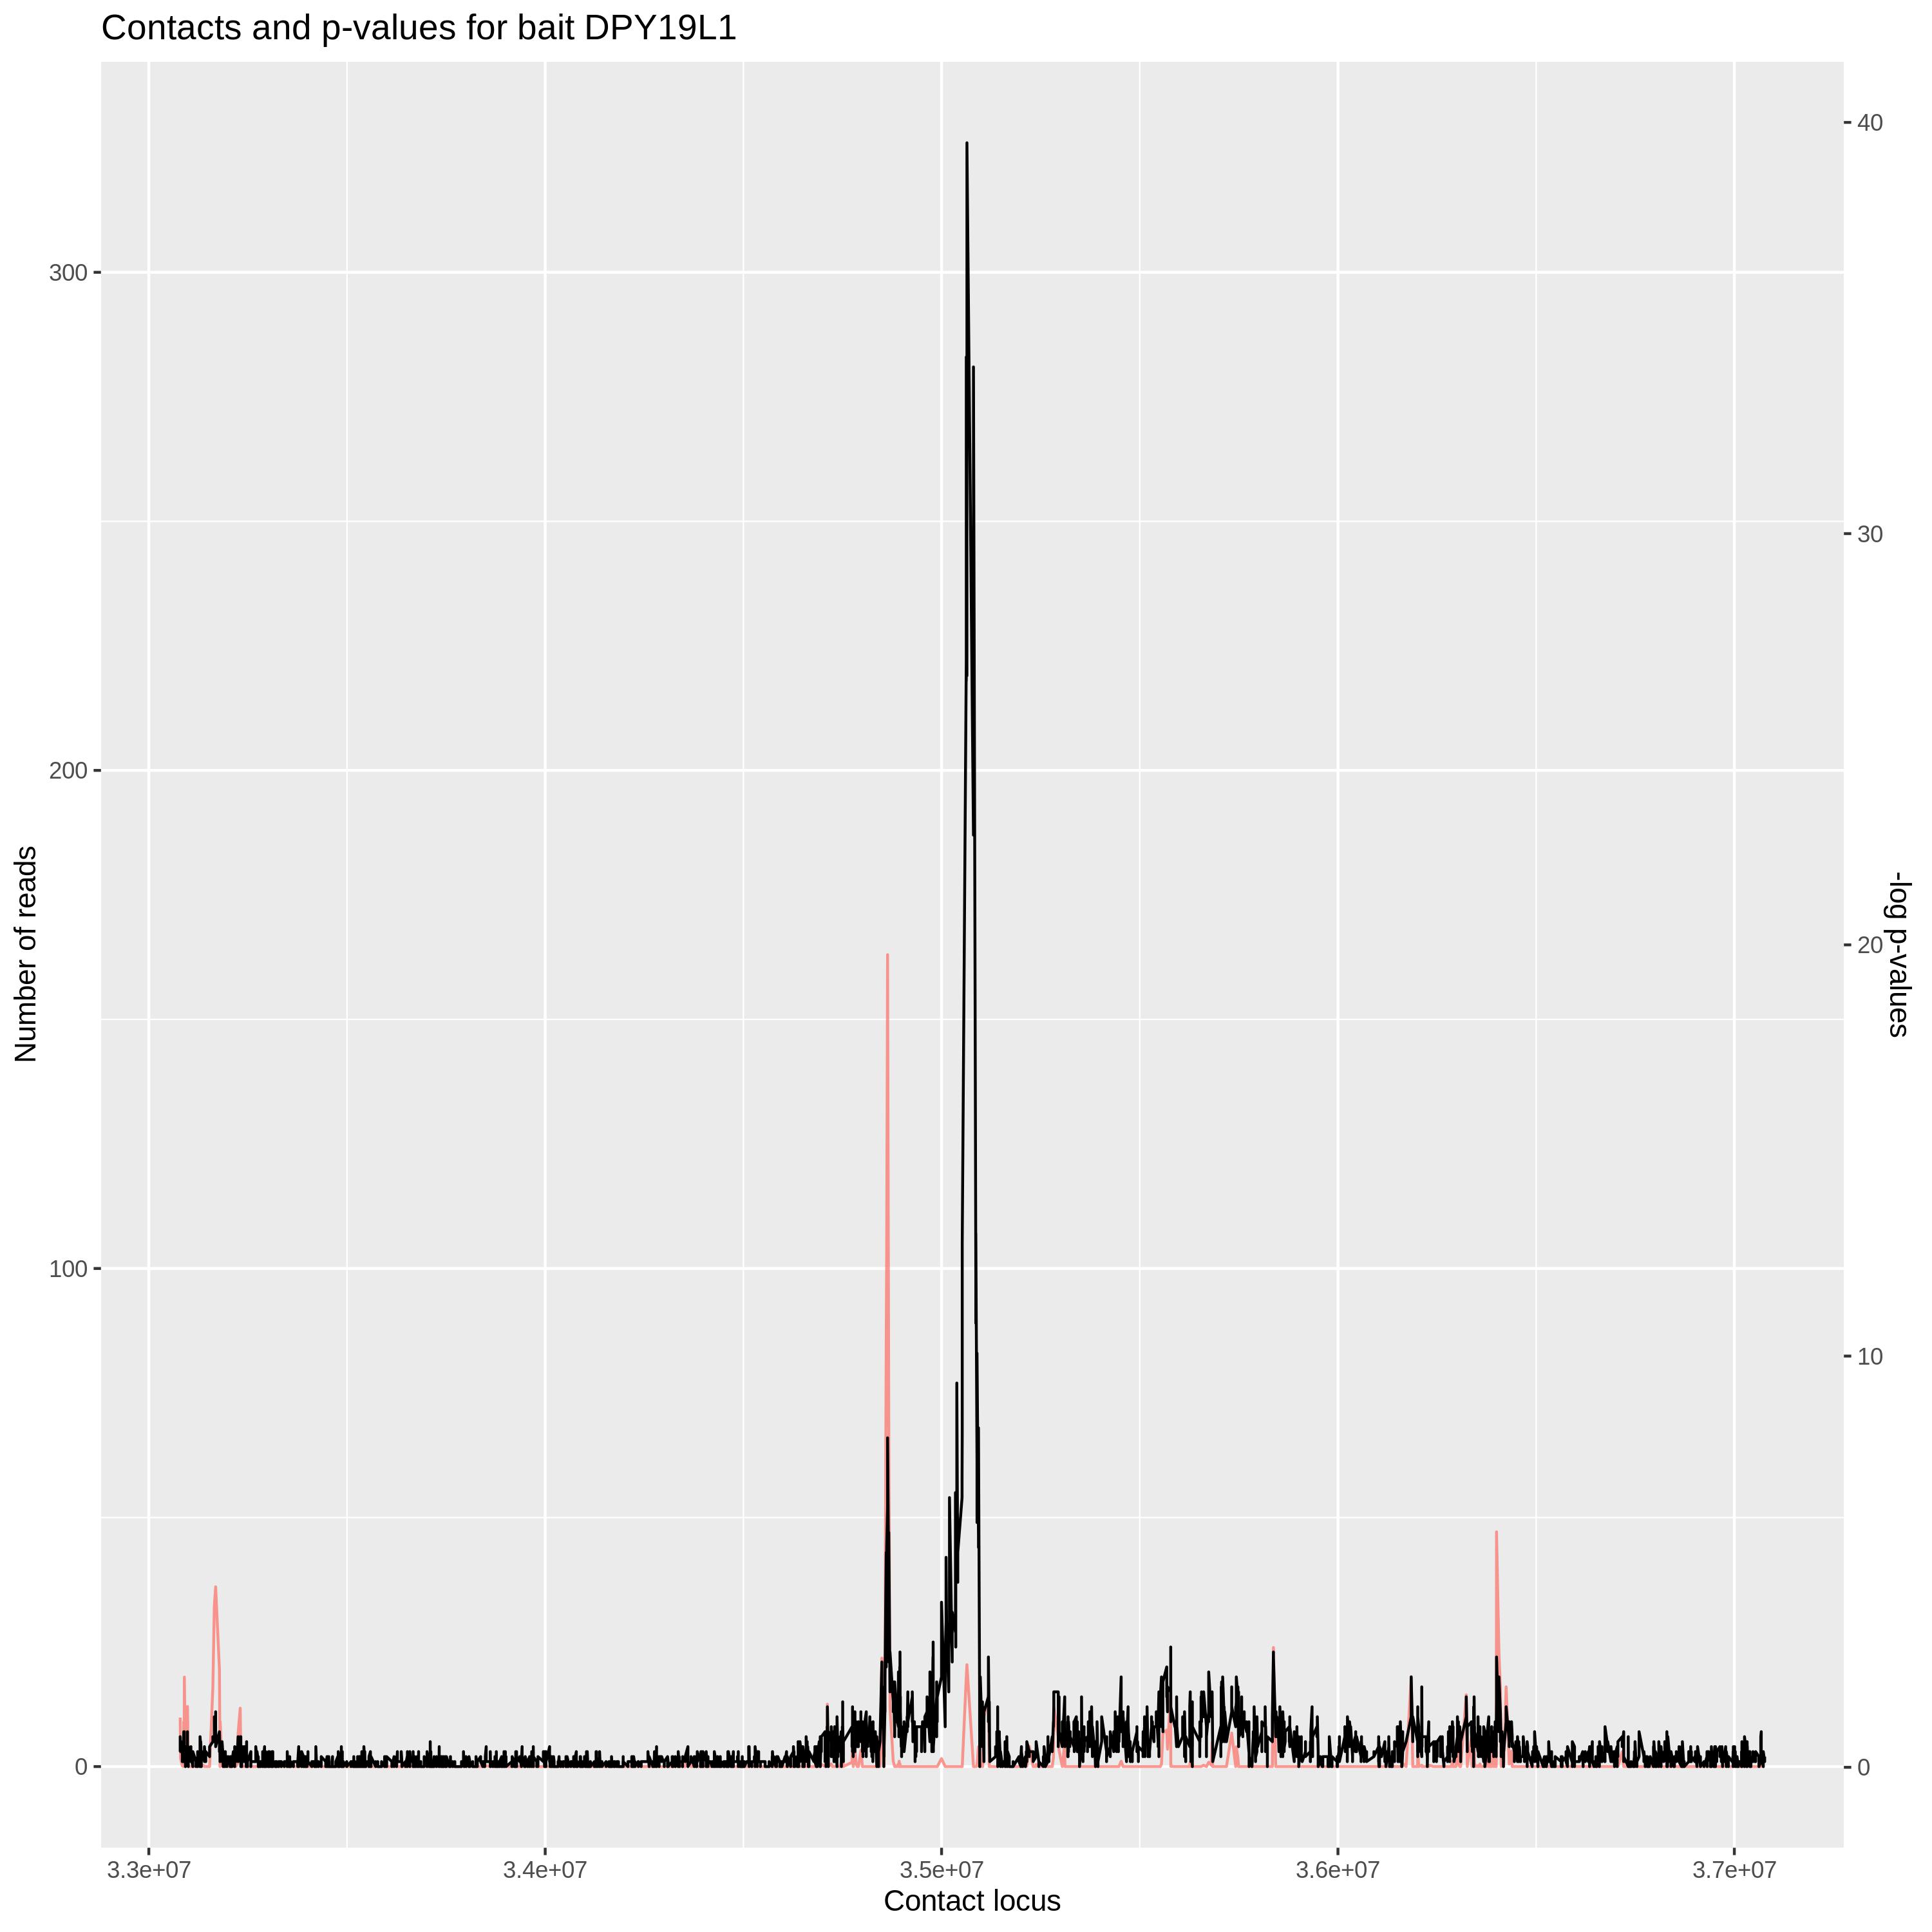 Contacts and p-values for bait DPY19L1
40
300
30
200
20
100
10
0
0
Number of reads
-log p-values
3.3e+07 3.4e+07 3.5e+07 3.6e+07 3.7e+07
Contact locus